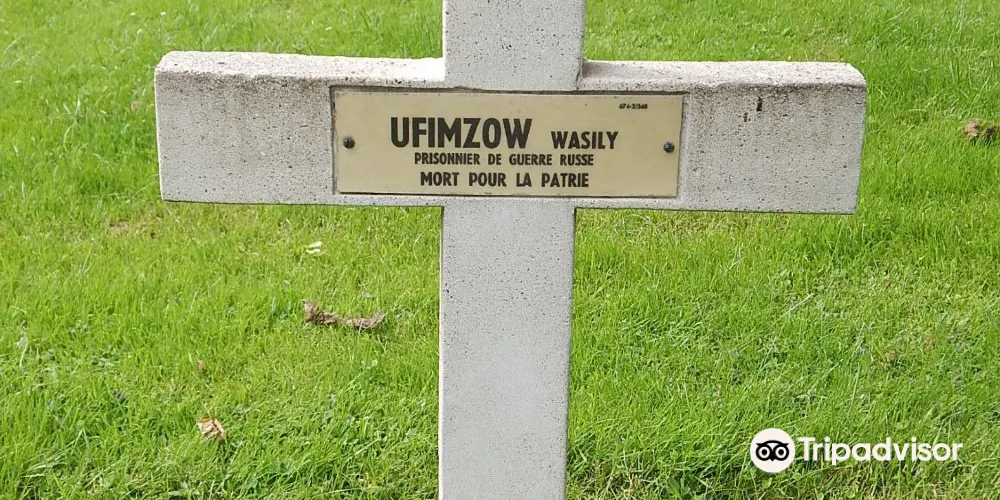 UFIMZOW WASILY
PRISONNIER DE GUERRE RUSSE
MORT POUR LA PATRIE
Tripadvisor